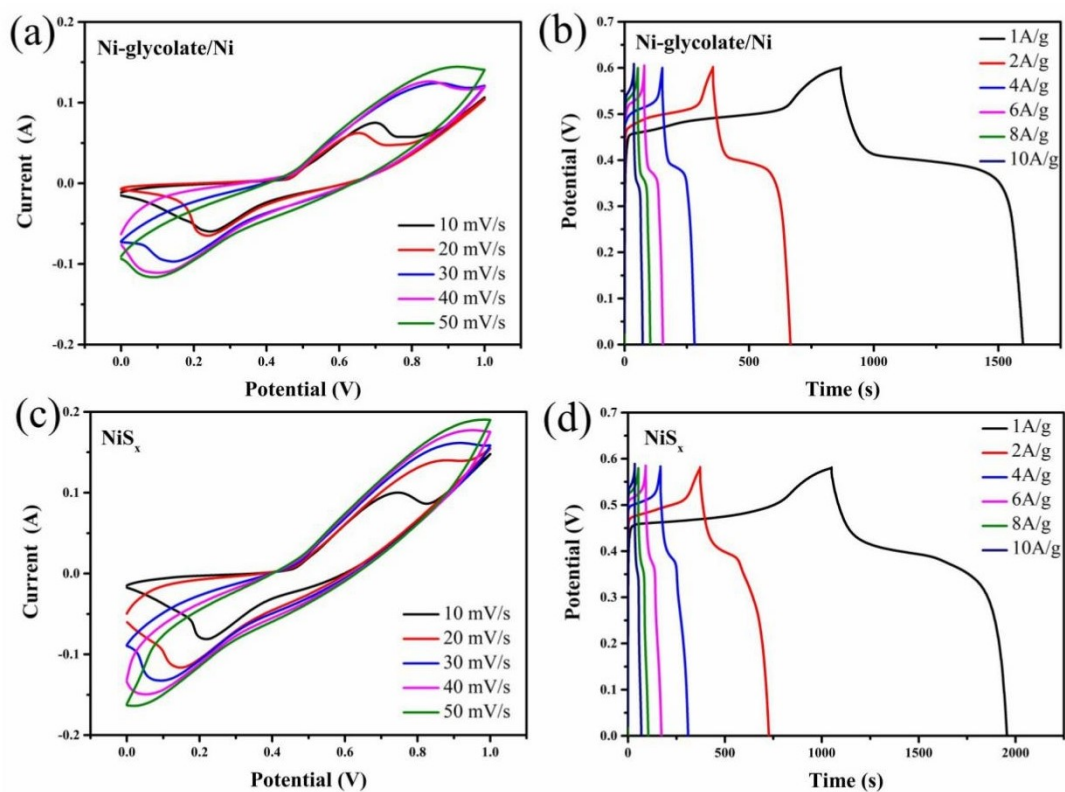 (a)
Ni-glycolate/Ni
Current (A)
0.2
0.1
0.0
-0.1
-0.2
10 mV/s
20 mV/s
30 mV/s
40 mV/s
50 mV/s
0.0 0.2 0.4 0.6 0.8 1.0
Potential (V)
(b)
Potential (V)
0.7
0.6
0.5
0.4
0.3
0.2
0.1
0.0
1A/g
2A/g
4A/g
6A/g
8A/g
10A/g
0 500 1000 1500
Time (s)
(c)
NiSx
Current (A)
0.2
0.1
0.0
-0.1
-0.2
10 mV/s
20 mV/s
30 mV/s
40 mV/s
50 mV/s
0.0 0.2 0.4 0.6 0.8 1.0
Potential (V)
(d)
NiSx
Potential (V)
0.7
0.6
0.5
0.4
0.3
0.2
0.1
0.0
1A/g
2A/g
4A/g
6A/g
8A/g
10A/g
0 500 1000 1500 2000
Time (s)